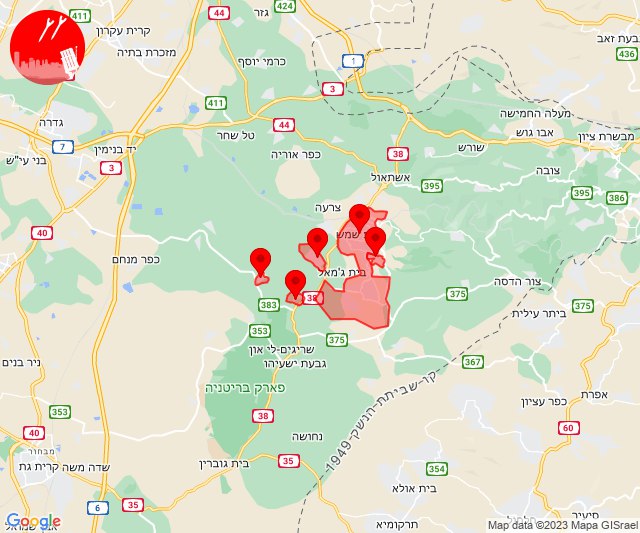 קרית עקרון
44
גזר
424
גבעת זאב
436
מזכרת בתיה
כרמי יוסף
1
3
411
411
גדרה
7
44
טל שחר
מעלה החמישה
אבו גוש
מבשרת ציון
יד בנימין
3
בני עי"ש
כפר אוריה
38
שורש
אשתאול
395
395
צובה
386
צרעה
40
ת שמש
כפר מנחם
בית ג'מאל
צור הדסה
38
383
375
353
375
ביתר עילית
שריגים-לי און
גבעת ישעיהו
367
ניר בנים
פארק בריטניה
קו-שביתת-הנשק-1949
אפרת
כפר עציון
353
38
60
40
נחושה
מבחור
קרית גת
שדה משה
בית גוברין
35
354
בית אולא
6
35
תרקומיא
סיעיר
Google
Map data ©2023 Mapa GISrael